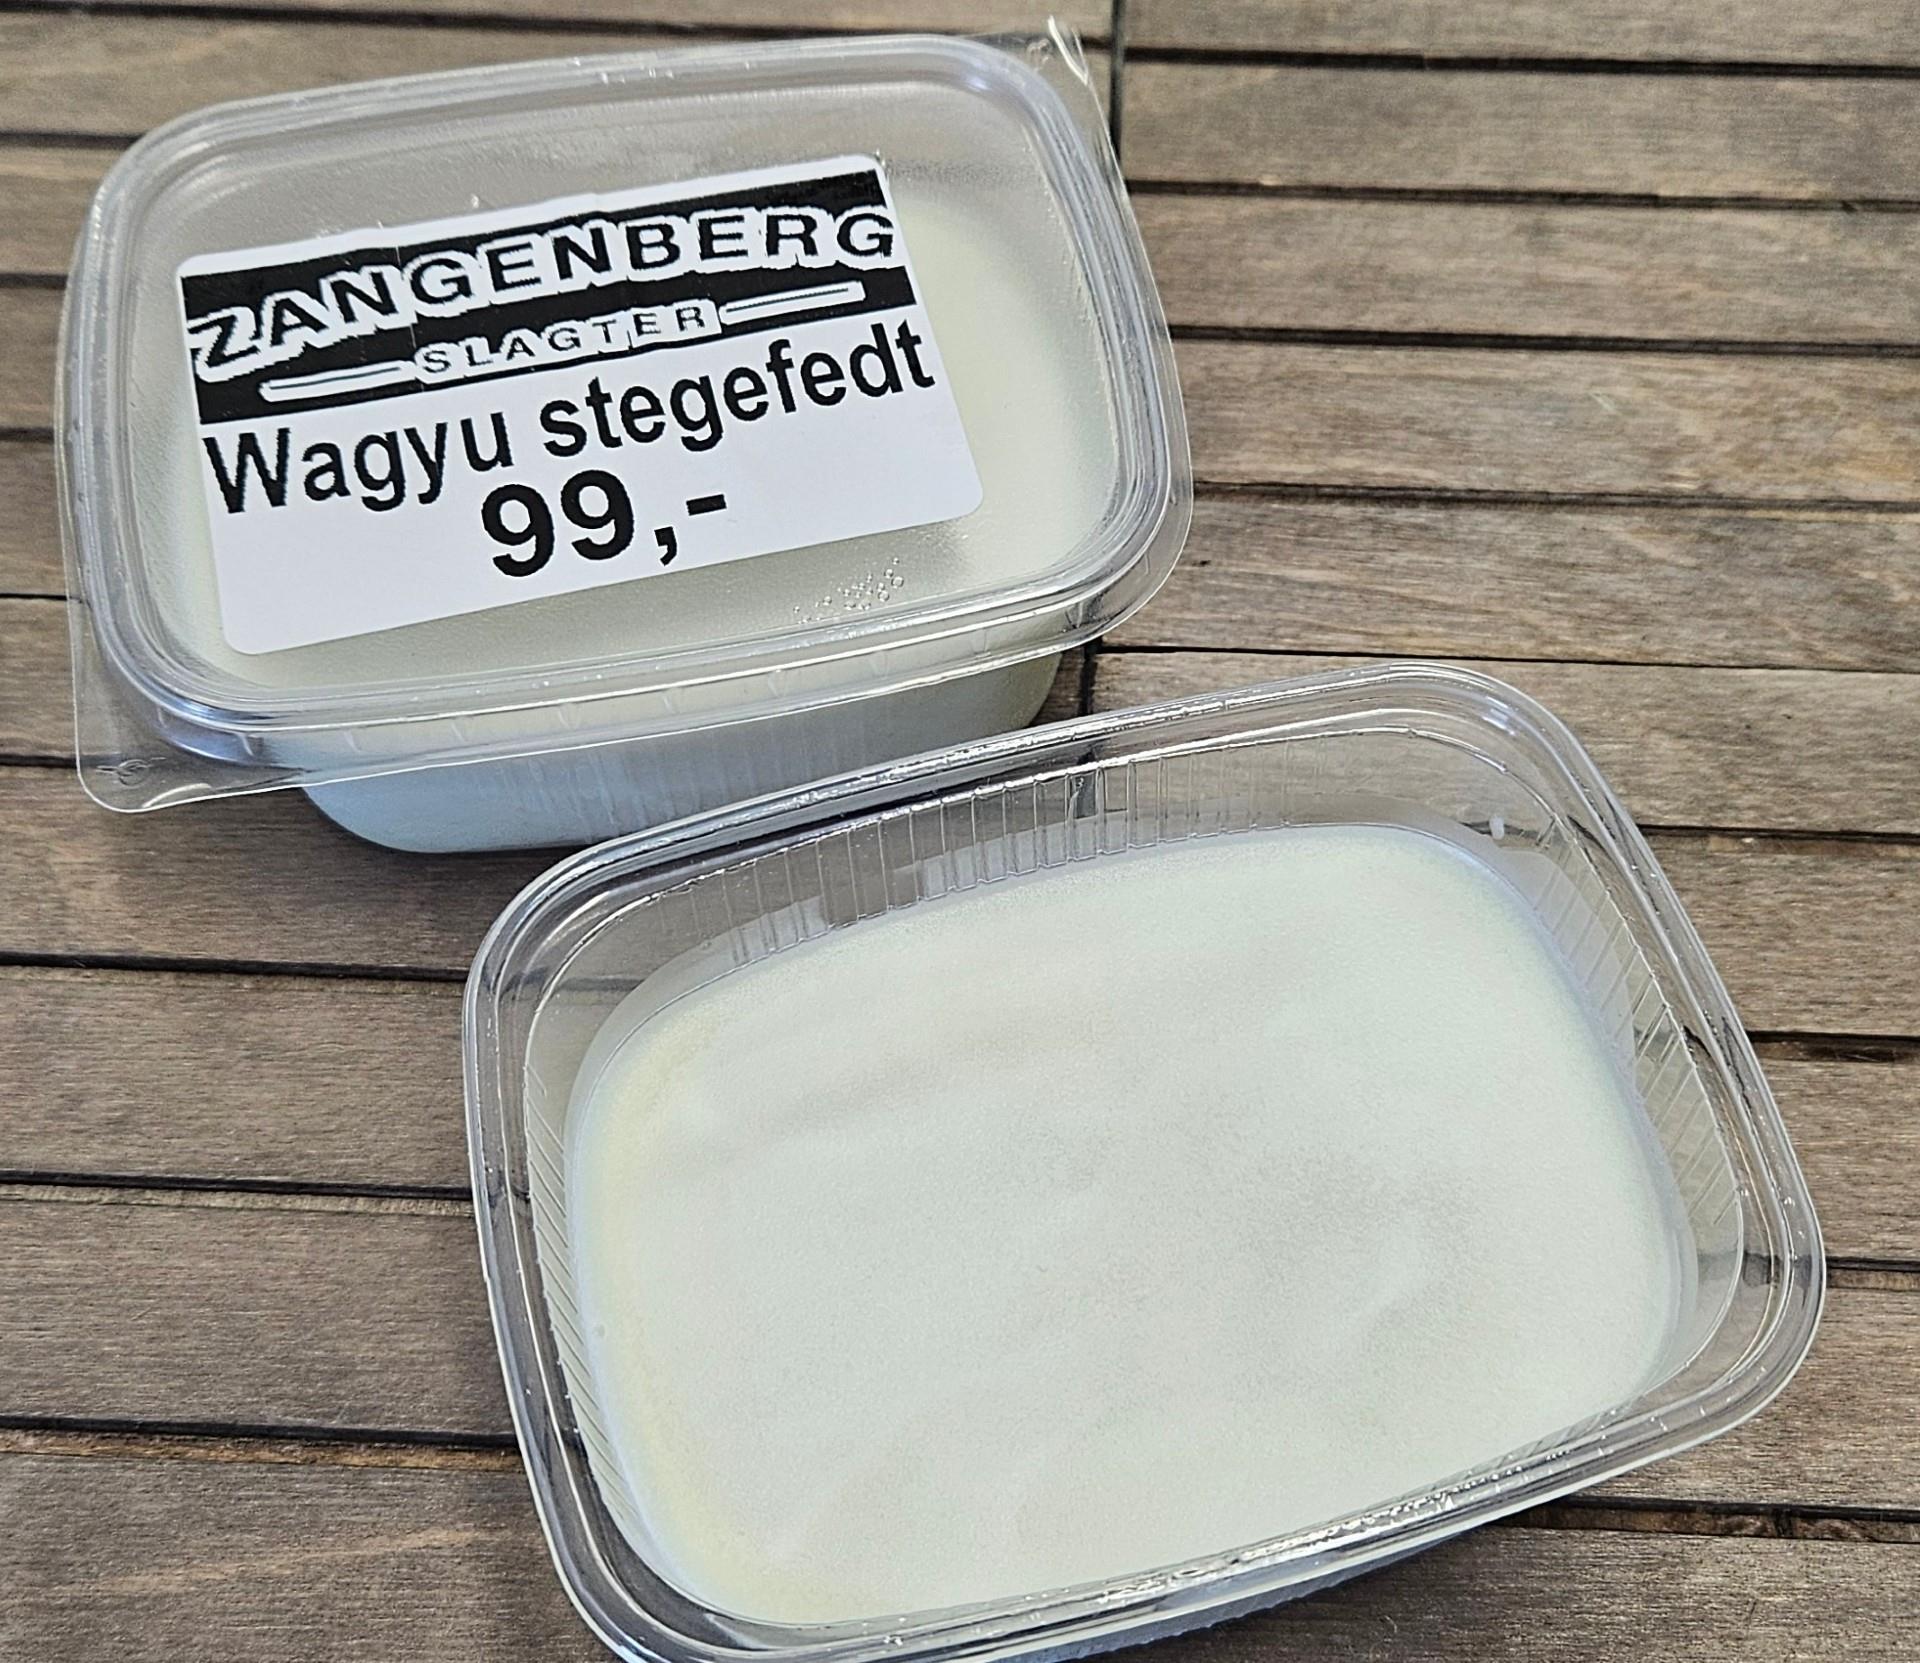 ZANGENBERG
SLAGTER
Wagyu stegefedt
99,-